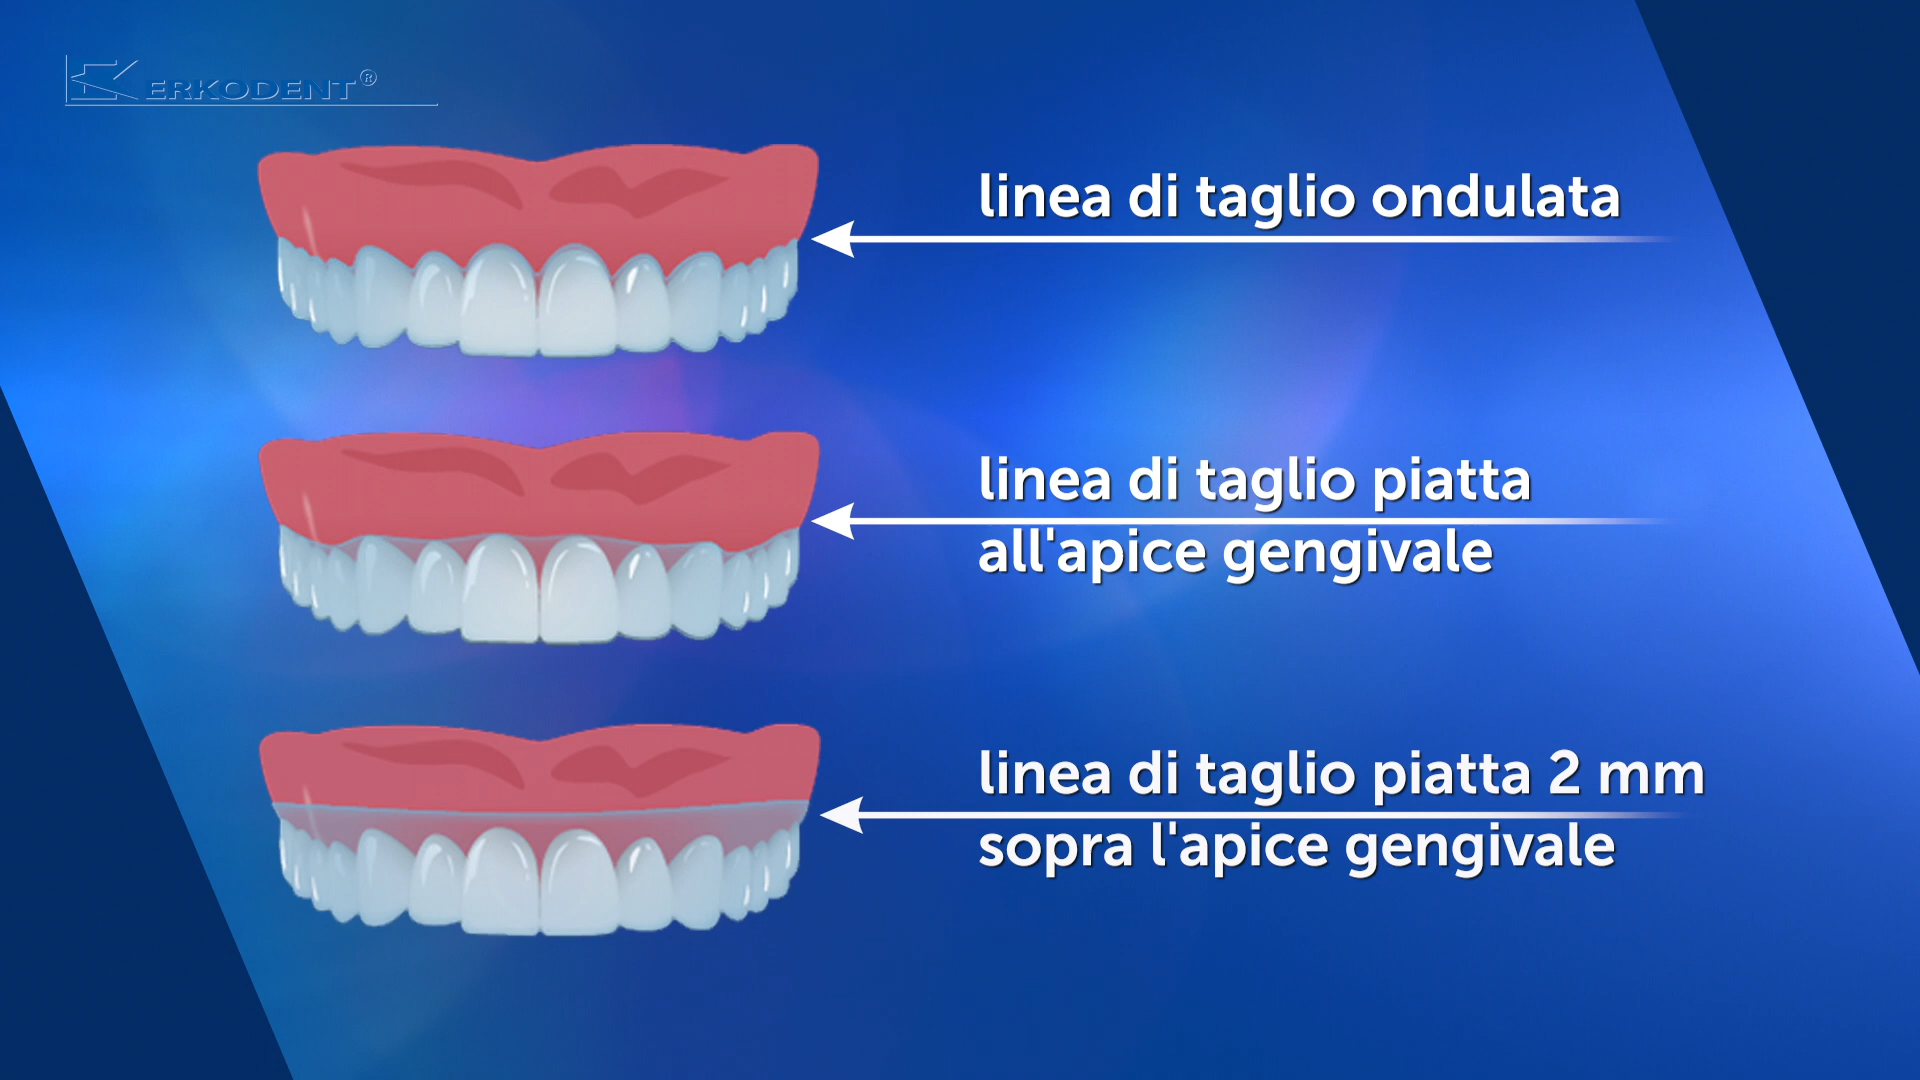 ERKODENT®
linea di taglio ondulata
linea di taglio piatta
all'apice gengivale
linea di taglio piatta 2 mm
sopra l'apice gengivale